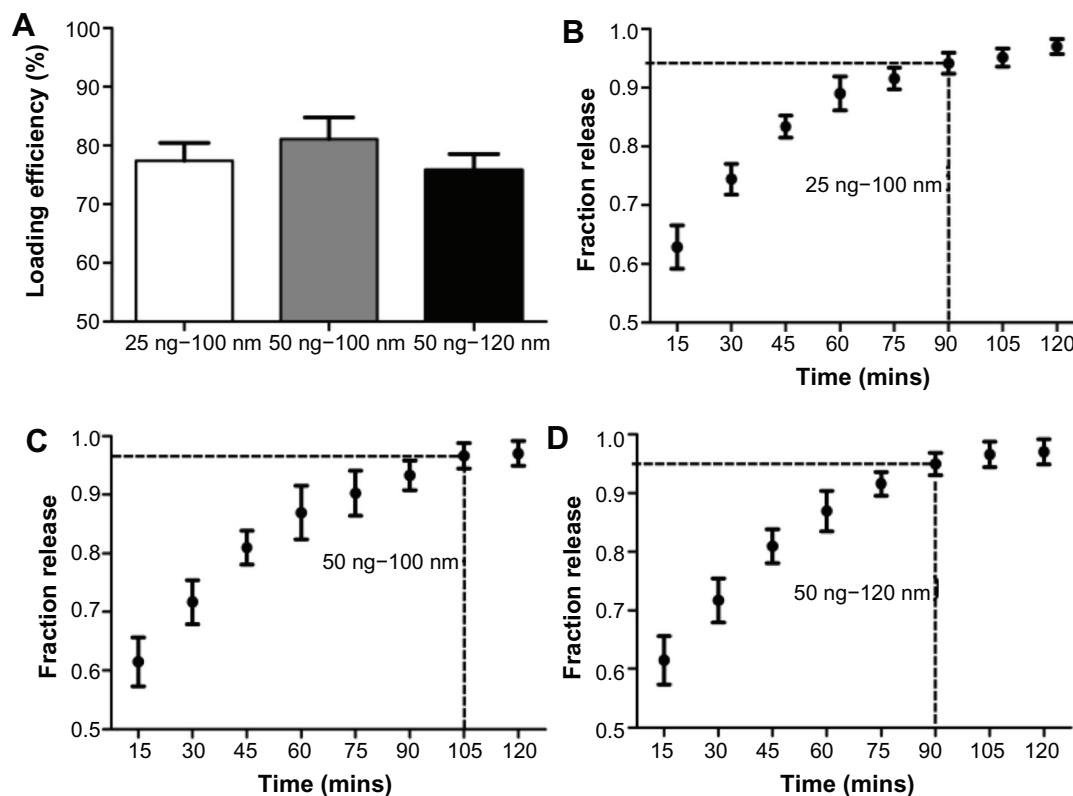 A
Loading efficiency (%)
100
90
80
70
60
50
25 ng–100 nm
50 ng–100 nm
50 ng–120 nm
B
Fraction release
1.0
0.9
0.8
0.7
0.6
0.5
25 ng–100 nm
15 30 45 60 75 90 105 120
Time (mins)
C
Fraction release
1.0
0.9
0.8
0.7
0.6
0.5
50 ng–100 nm
15 30 45 60 75 90 105 120
Time (mins)
D
Fraction release
1.0
0.9
0.8
0.7
0.6
0.5
50 ng–120 nm
15 30 45 60 75 90 105 120
Time (mins)